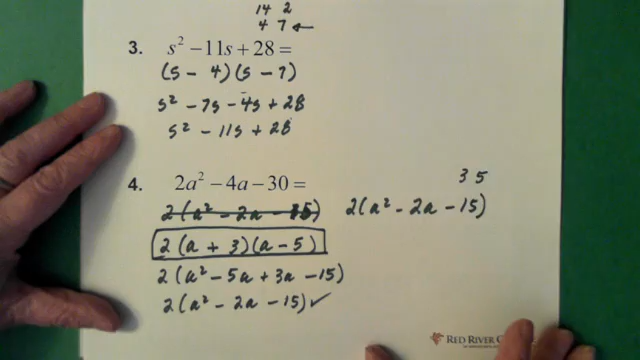 14 2
4 7 ←
3. s² − 11s + 28 =
(s − 4)(s − 7)
s² − 7s − 4s + 28
s² − 11s + 28
4. 2a² − 4a − 30 =
3 5
2(a² − 2a − 15) 2(a² − 2a − 15)
2(a + 3)(a − 5)
2(a² − 5a + 3a − 15)
2(a² − 2a − 15) ✓
RED RIVER